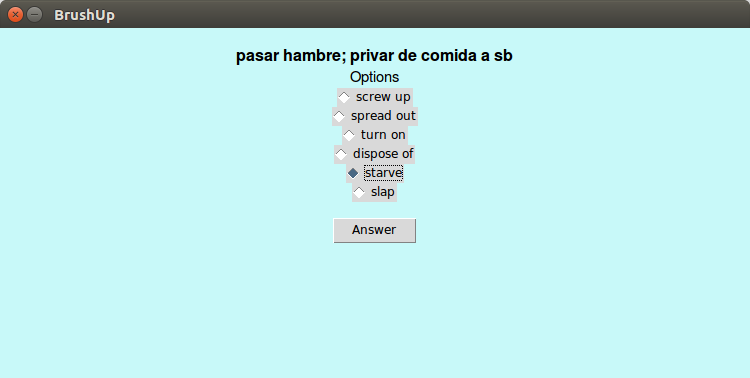 BrushUp
pasar hambre; privar de comida a sb
Options
screw up
spread out
turn on
dispose of
starve
slap
Answer